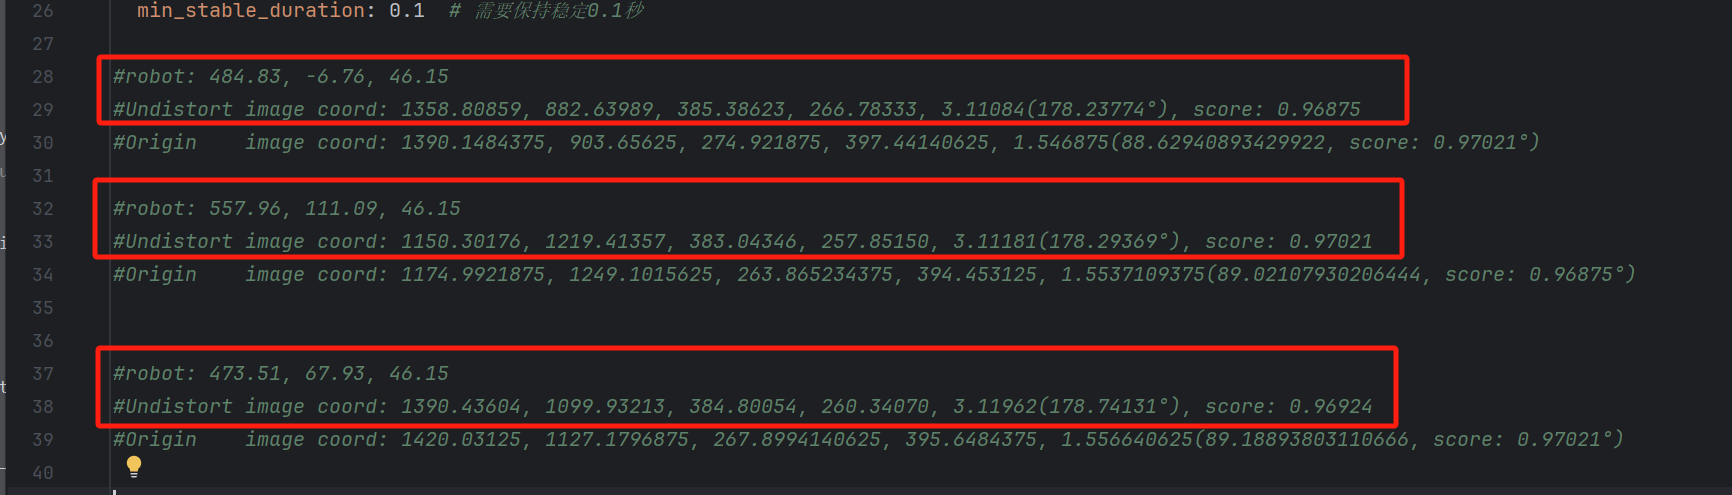 26 min_stable_duration: 0.1 # 需要保持稳定0.1秒
27
28 #robot: 484.83, -6.76, 46.15
29 #Undistort image coord: 1358.80859, 882.63989, 385.38623, 266.78333, 3.11084(178.23774°), score: 0.96875
30 #Origin    image coord: 1390.1484375, 903.65625, 274.921875, 397.44140625, 1.546875(88.62940893429922, score: 0.97021°)
31
32 #robot: 557.96, 111.09, 46.15
33 #Undistort image coord: 1150.30176, 1219.41357, 383.04346, 257.85150, 3.11181(178.29369°), score: 0.97021
34 #Origin    image coord: 1174.9921875, 1249.1015625, 263.865234375, 394.453125, 1.5537109375(89.02107930206444, score: 0.96875°)
35
36
37 #robot: 473.51, 67.93, 46.15
38 #Undistort image coord: 1390.43604, 1099.93213, 384.80054, 260.34070, 3.11962(178.74131°), score: 0.96924
39 #Origin    image coord: 1420.03125, 1127.1796875, 267.8994140625, 395.6484375, 1.556640625(89.18893803110666, score: 0.97021°)
40